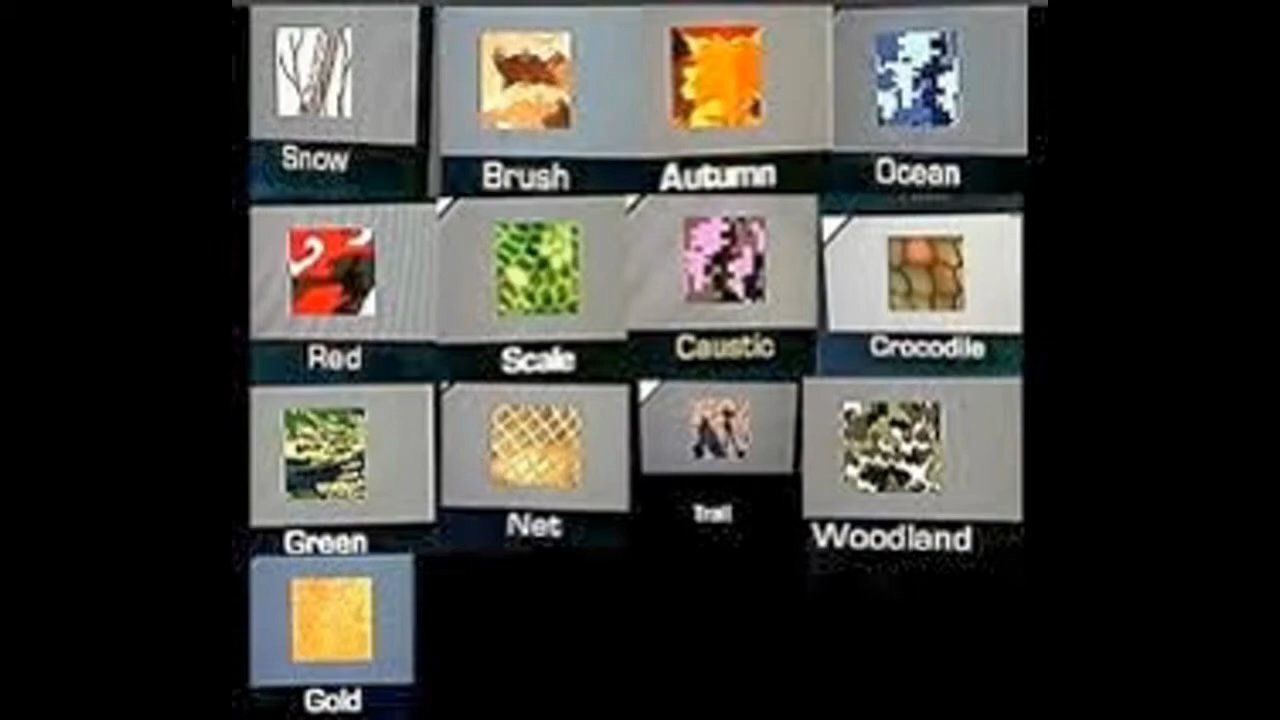 Snow
Brush
Autumn
Ocean
Red
Scale
Caustic
Crocodile
Green
Net
Trail
Woodland
Gold